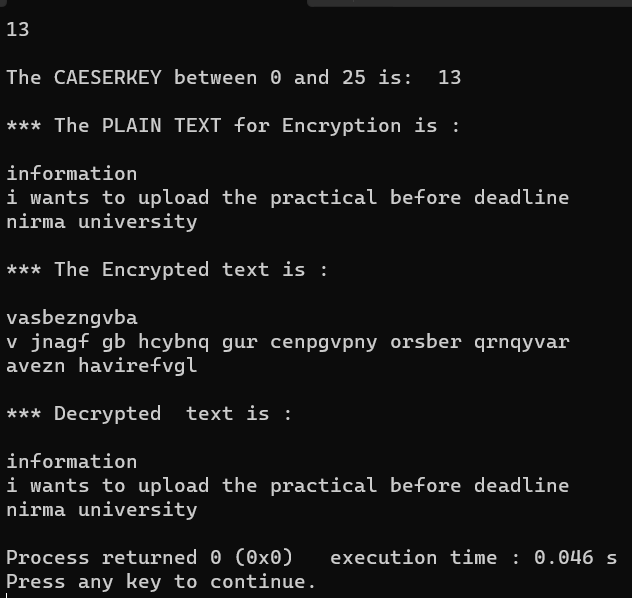 13
The CAESERKEY between 0 and 25 is:  13
*** The PLAIN TEXT for Encryption is :
information
i wants to upload the practical before deadline
nirma university
*** The Encrypted text is :
vasbezngvba
v jnagf gb hcybnq gur cenpgvpny orsber qrnqyvar
avezn havirefvgl
*** Decrypted  text is :
information
i wants to upload the practical before deadline
nirma university
Process returned 0 (0x0)   execution time : 0.046 s
Press any key to continue.